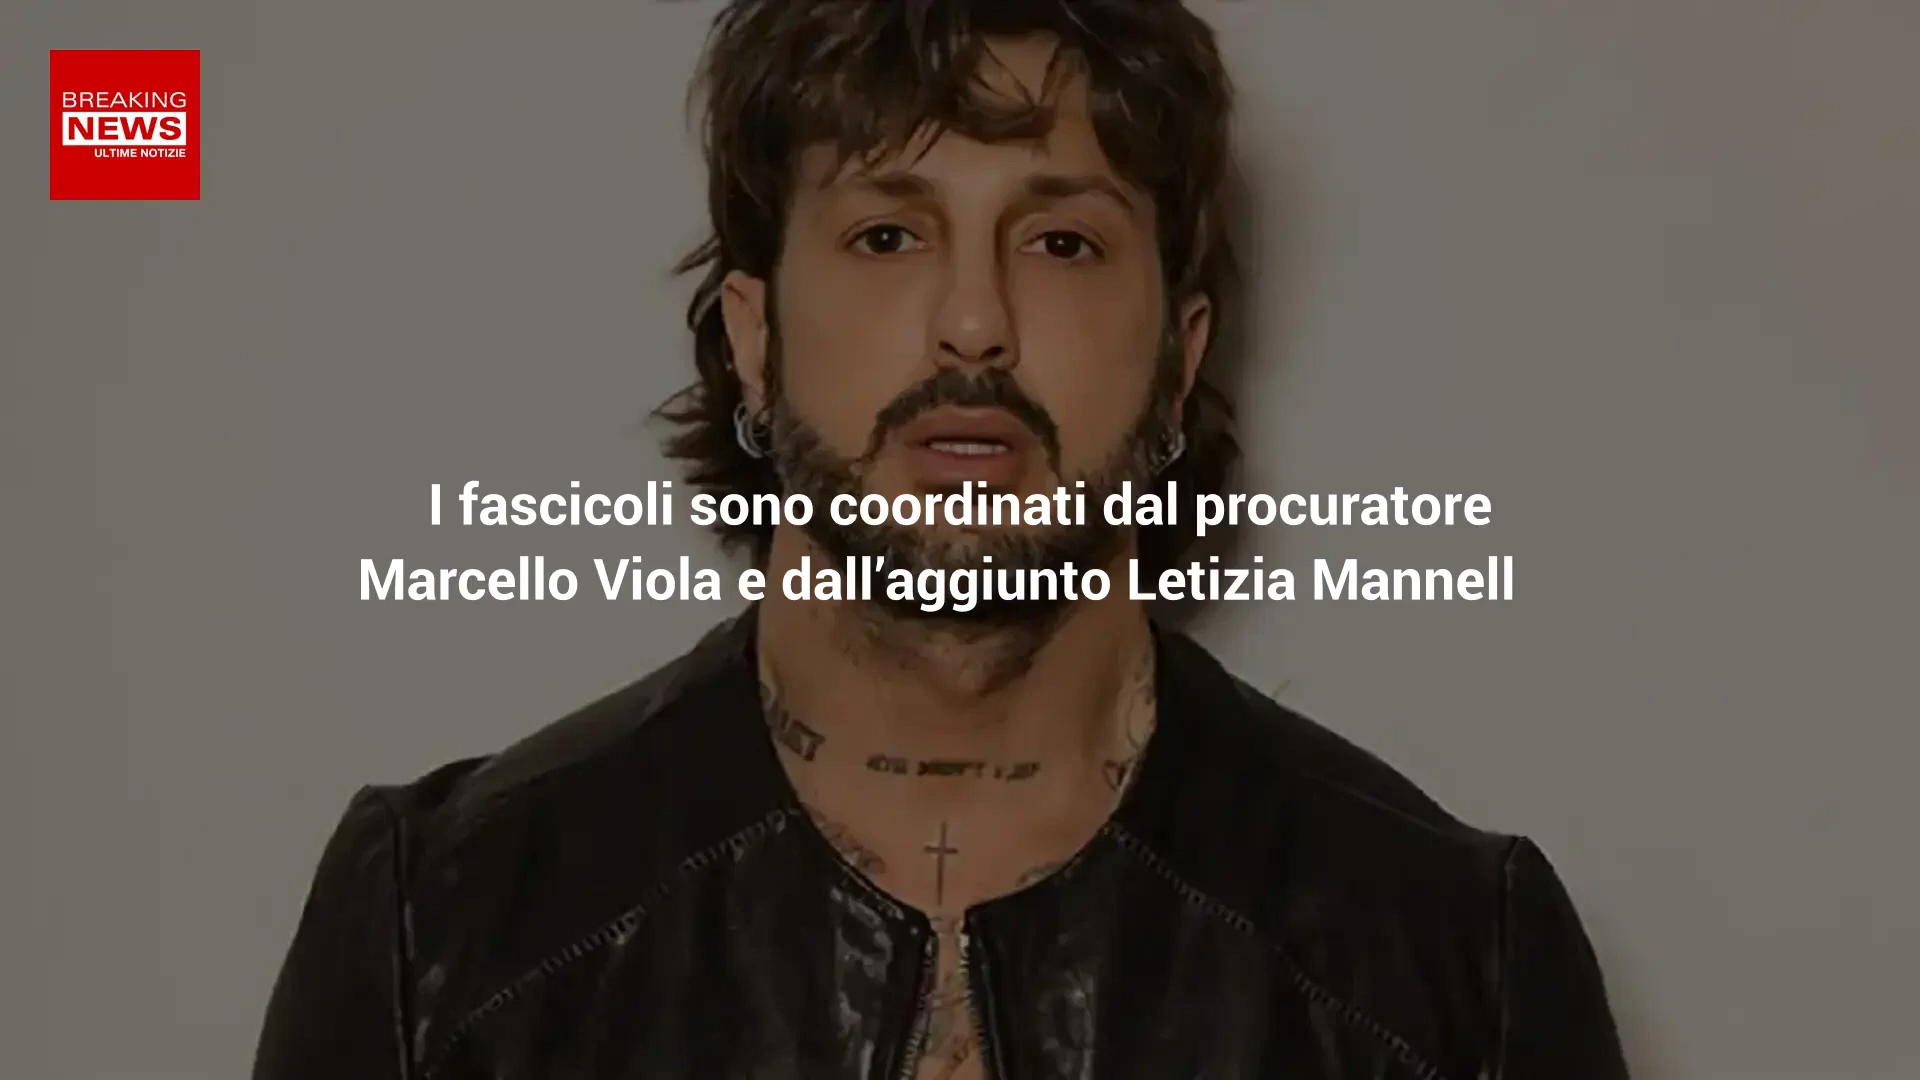 BREAKING
NEWS
ULTIME NOTIZIE
I fascicoli sono coordinati dal procuratore
Marcello Viola e dall’aggiunto Letizia Mannell